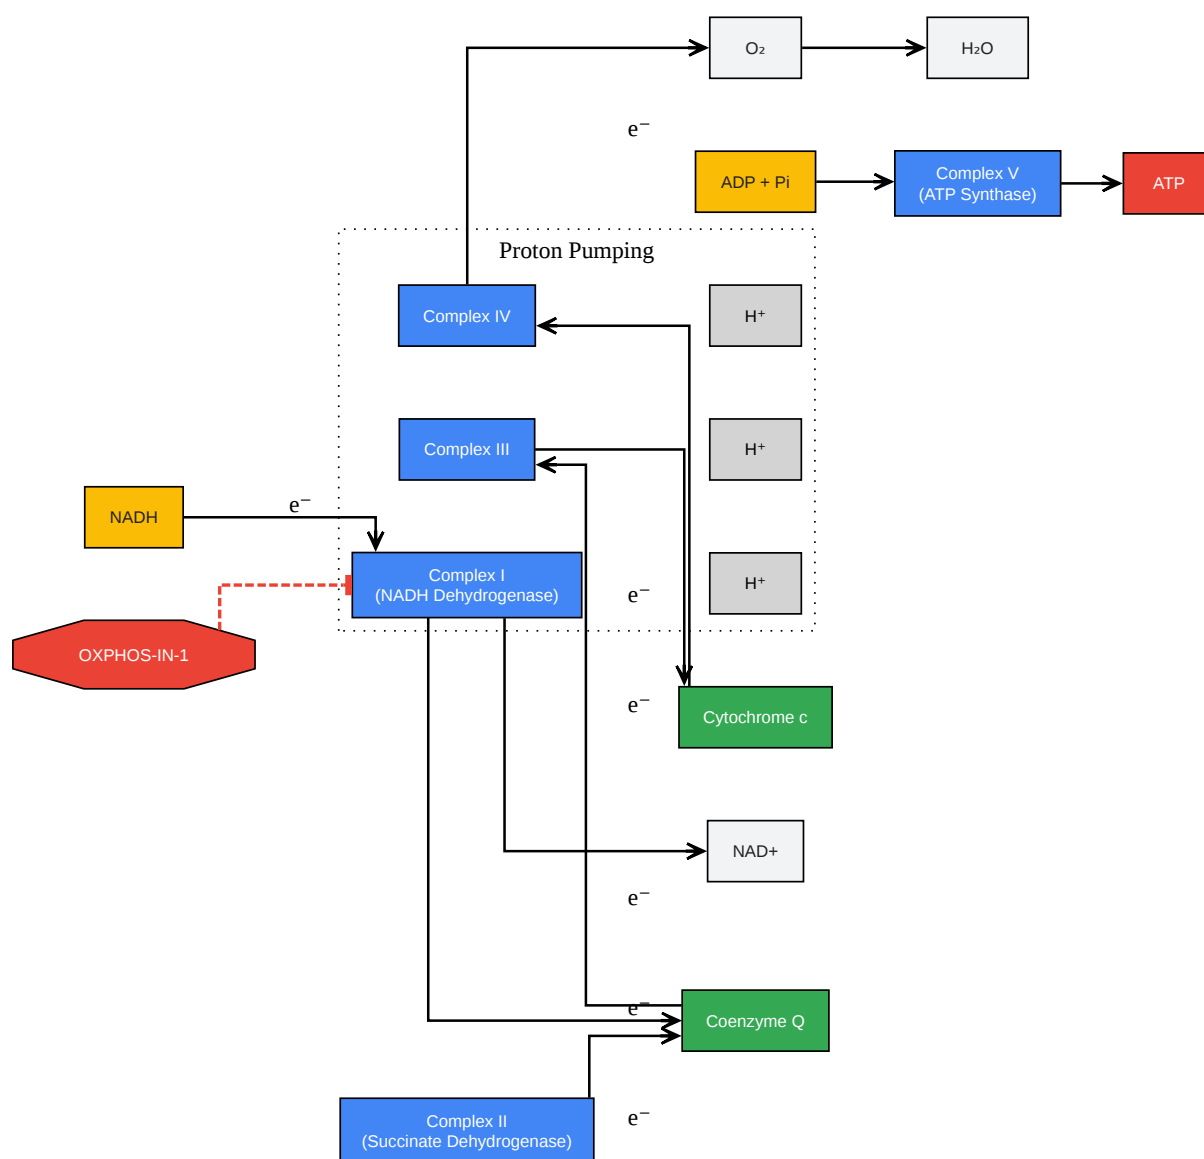 O₂
H₂O
e⁻
ADP + Pi
Complex V
(ATP Synthase)
ATP
Proton Pumping
Complex IV
H⁺
Complex III
H⁺
NADH
e⁻
Complex I
(NADH Dehydrogenase)
e⁻
H⁺
OXPHOS-IN-1
e⁻
Cytochrome c
NAD+
e⁻
e⁻
Coenzyme Q
Complex II
(Succinate Dehydrogenase)
e⁻